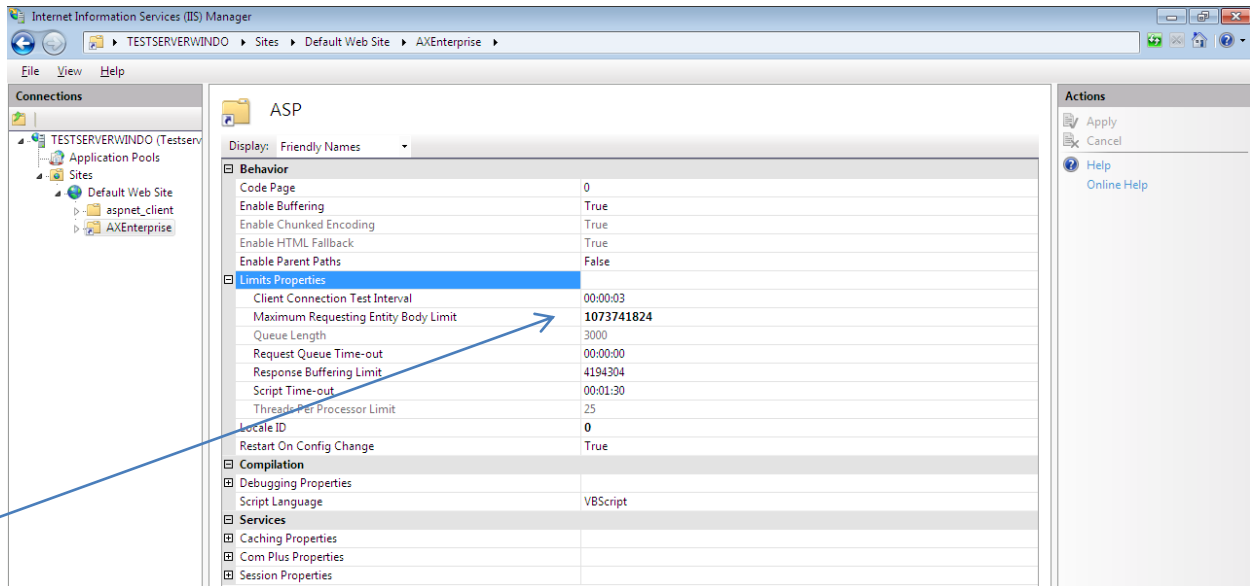 Internet Information Services (IIS) Manager
TESTSERVERWINDO Sites Default Web Site AXEnterprise
File View Help
Connections
TESTSERVERWINDO (Testserv
Application Pools
Sites
Default Web Site
aspnet_client
AXEnterprise
ASP
Display: Friendly Names
Behavior
Code Page 0
Enable Buffering True
Enable Chunked Encoding True
Enable HTML Fallback True
Enable Parent Paths False
Limits Properties
Client Connection Test Interval 00:00:03
Maximum Requesting Entity Body Limit 1073741824
Queue Length 3000
Request Queue Time-out 00:00:00
Response Buffering Limit 4194304
Script Time-out 00:01:30
Threads Per Processor Limit 25
Locale ID 0
Restart On Config Change True
Compilation
Debugging Properties
Script Language VBScript
Services
Caching Properties
Com Plus Properties
Session Properties
Actions
Apply
Cancel
Help
Online Help